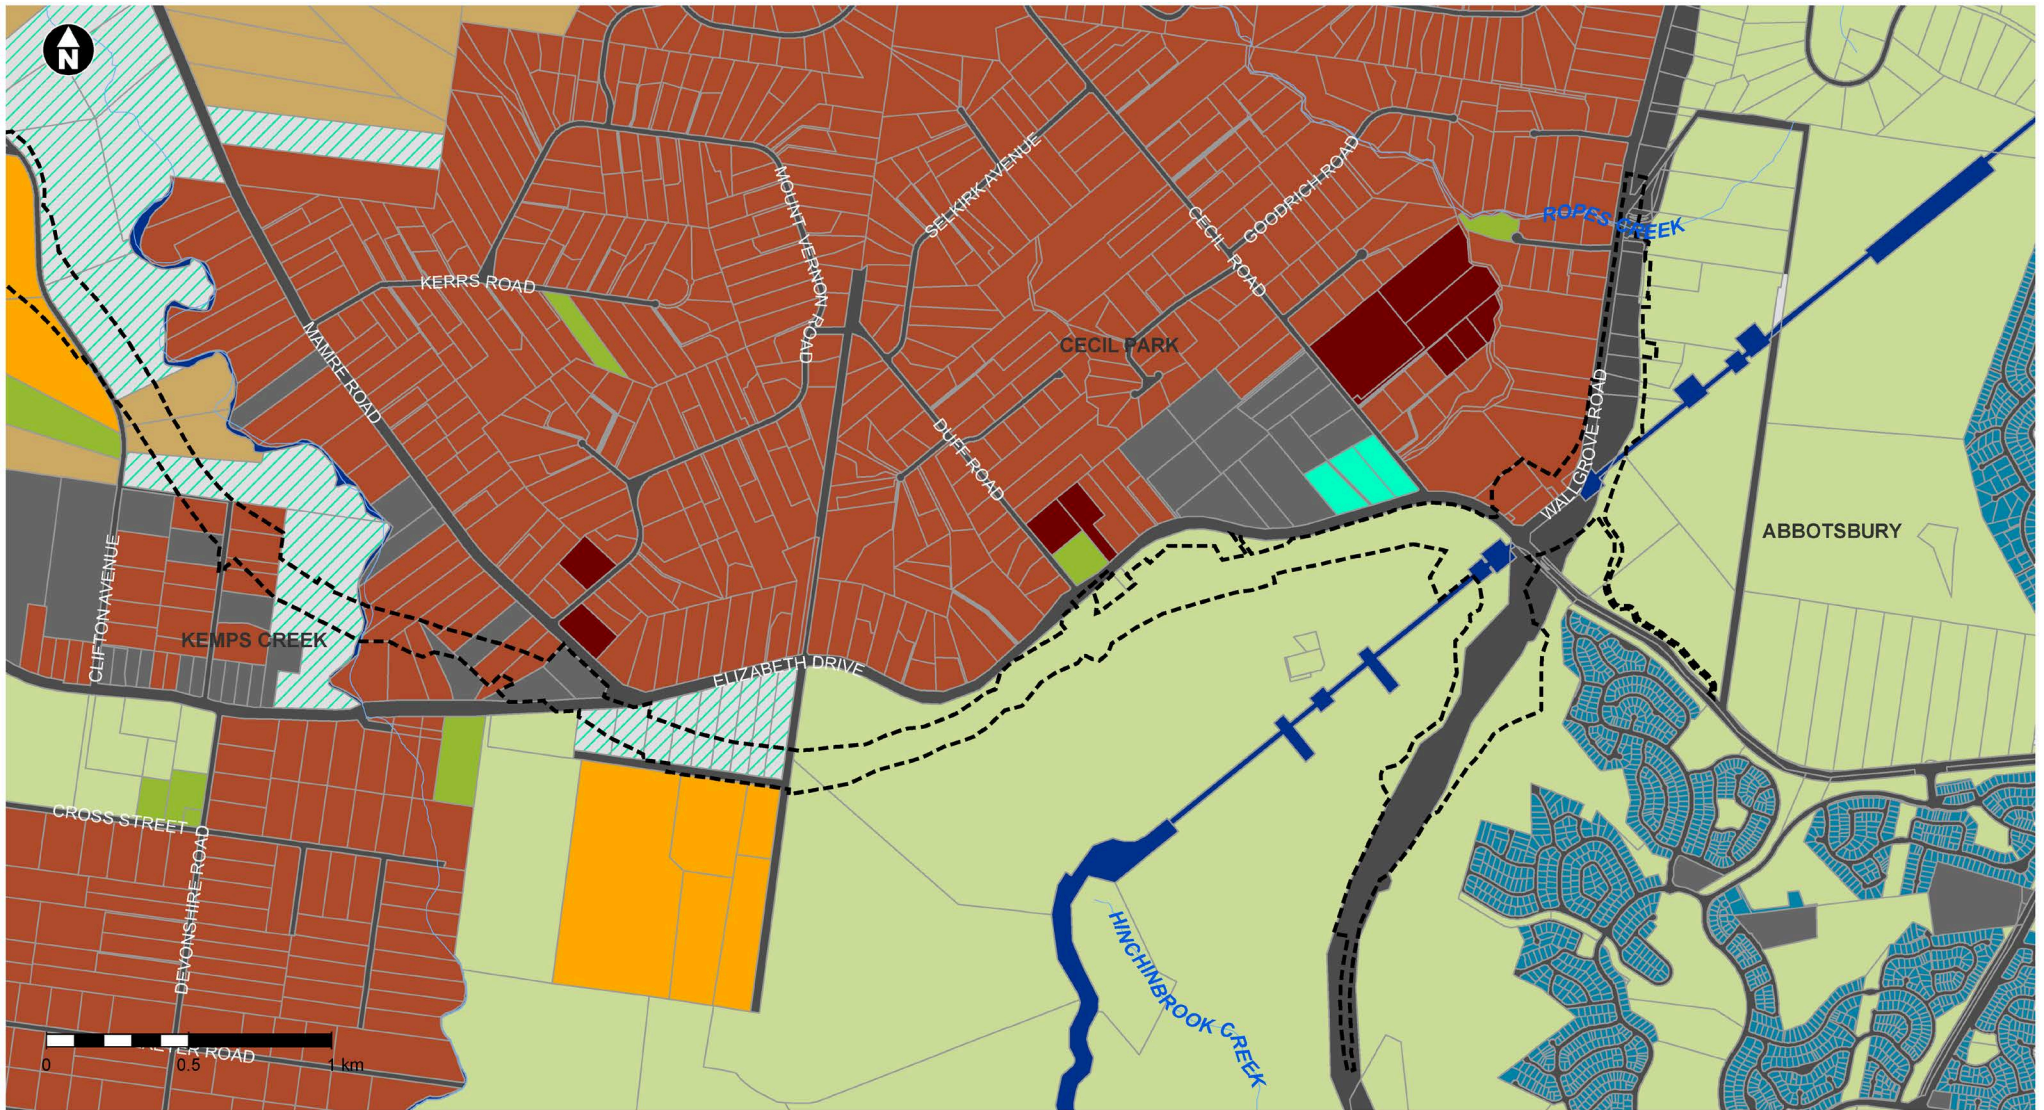 N
MOUNT VERNON ROAD
SELKIRK AVENUE
GOODRICH ROAD
CECIL ROAD
ROPES CREEK
KERRS ROAD
MAMRE ROAD
CECIL PARK
DUFF ROAD
WALLGROVE ROAD
ABBOTSBURY
CLIFTON AVENUE
KEMPS CREEK
ELIZABETH DRIVE
CROSS STREET
DEVONSHIRE ROAD
HINCHINBROOK CREEK
ROAD
0 0.5 1 km